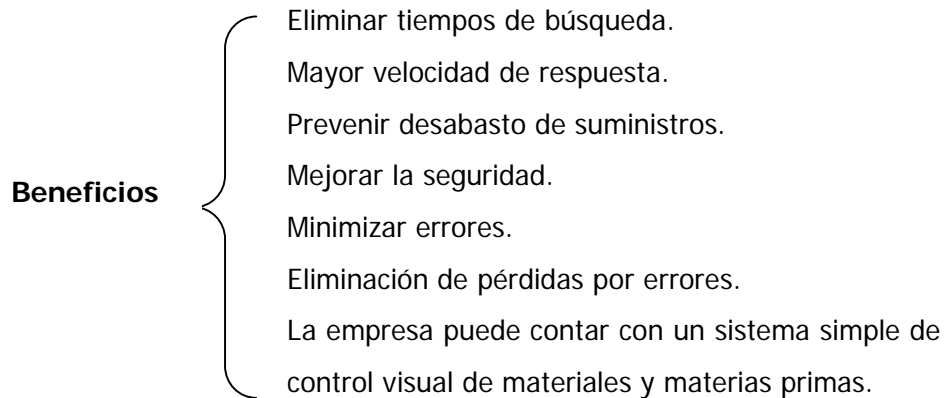 Eliminar tiempos de búsqueda.
Mayor velocidad de respuesta.
Prevenir desabasto de suministros.
Mejorar la seguridad.
Beneficios
Minimizar errores.
Eliminación de pérdidas por errores.
La empresa puede contar con un sistema simple de
control visual de materiales y materias primas.